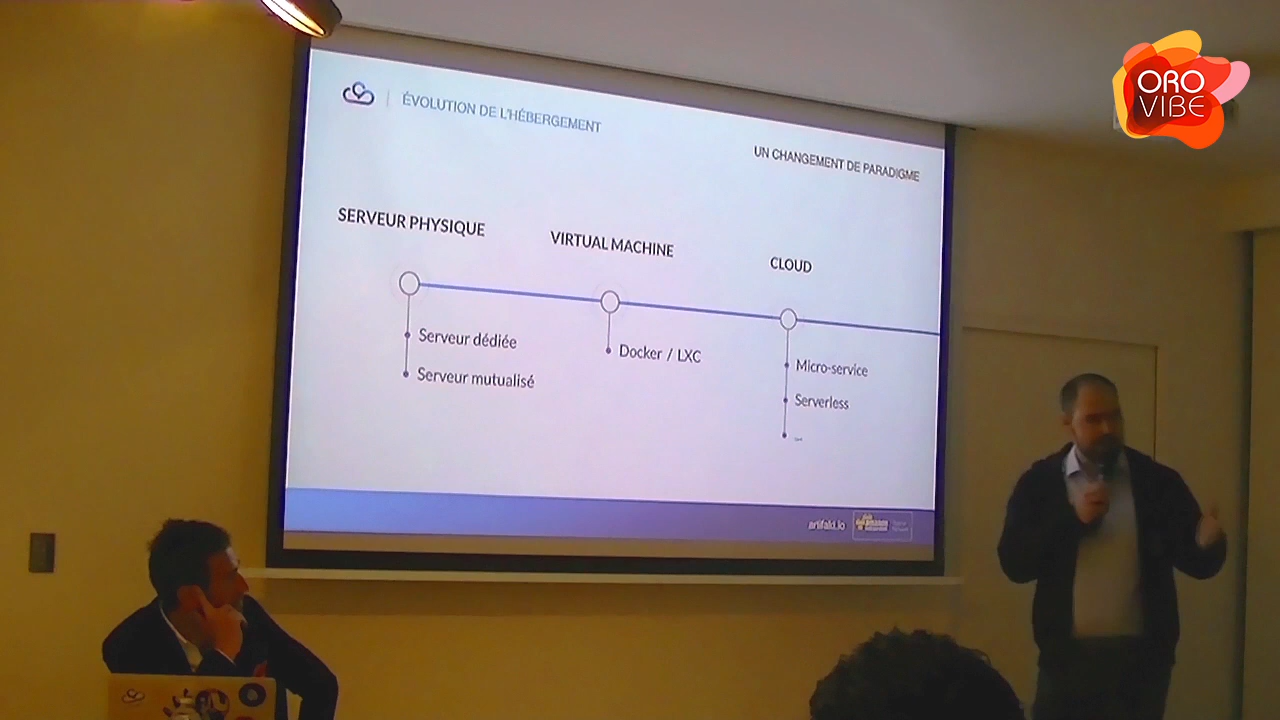 ORO
VIBE
ÉVOLUTION DE L'HÉBERGEMENT
UN CHANGEMENT DE PARADIGME
SERVEUR PHYSIQUE
VIRTUAL MACHINE
CLOUD
Serveur dédiée
Serveur mutualisé
Docker / LXC
Micro-service
Serverless
...
artifakt.io